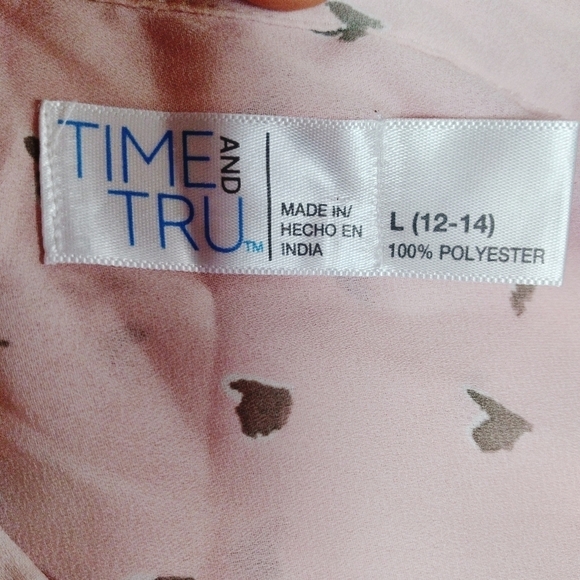 TIME AND
TRU™
MADE IN/
HECHO EN
INDIA
L (12-14)
100% POLYESTER